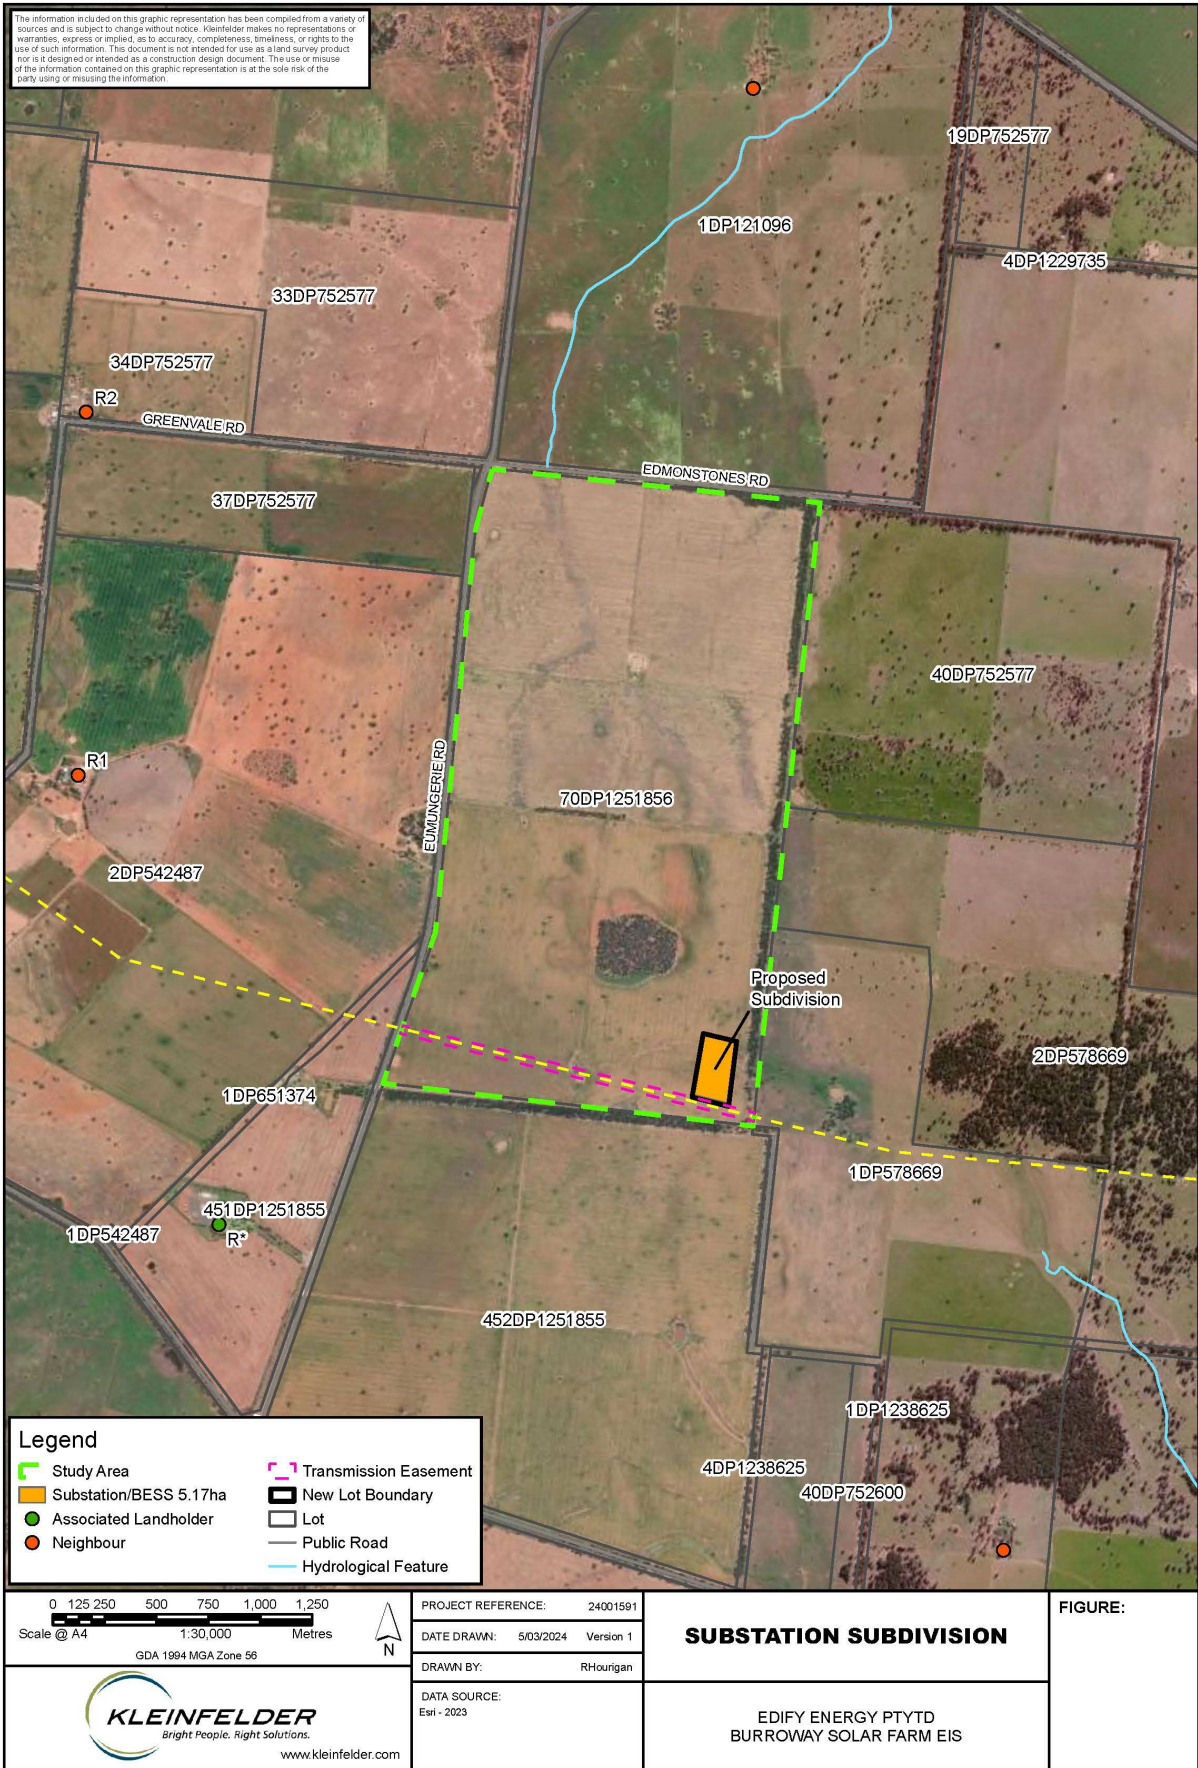 The information included on this graphic representation has been compiled from a variety of
sources and is subject to change without notice. Kleinfelder makes no representations or
warranties, express or implied, as to accuracy, completeness, timeliness, or rights to the
use of such information. This document is not intended for use as a land survey product
nor is it designed or intended as a construction design document. The use or misuse
of the information contained on this graphic representation is at the sole risk of the
party using or misusing the information.
19DP752577
1DP121096
4DP1229735
33DP752577
34DP752577
R2
GREENVALE RD
EDMONSTONES RD
37DP752577
40DP752577
R1
EUMUNGERIE RD
70DP1251856
2DP542487
Proposed
Subdivision
2DP578669
1DP651374
1DP578669
451DP1251855
1DP542487
R*
452DP1251855
1DP1238625
4DP1238625
40DP752600
Legend
Study Area
Substation/BESS 5.17ha
Associated Landholder
Neighbour
Transmission Easement
New Lot Boundary
Lot
Public Road
Hydrological Feature
0 125 250 500 750 1,000 1,250
Scale @ A4 1:30,000 Metres
GDA 1994 MGA Zone 56
N
KLEINFELDER
Bright People. Right Solutions.
www.kleinfelder.com
PROJECT REFERENCE: 24001591
DATE DRAWN: 5/03/2024 Version 1
DRAWN BY: RHourigan
DATA SOURCE:
Esri - 2023
SUBSTATION SUBDIVISION
EDIFY ENERGY PTYTD
BURROWAY SOLAR FARM EIS
FIGURE: